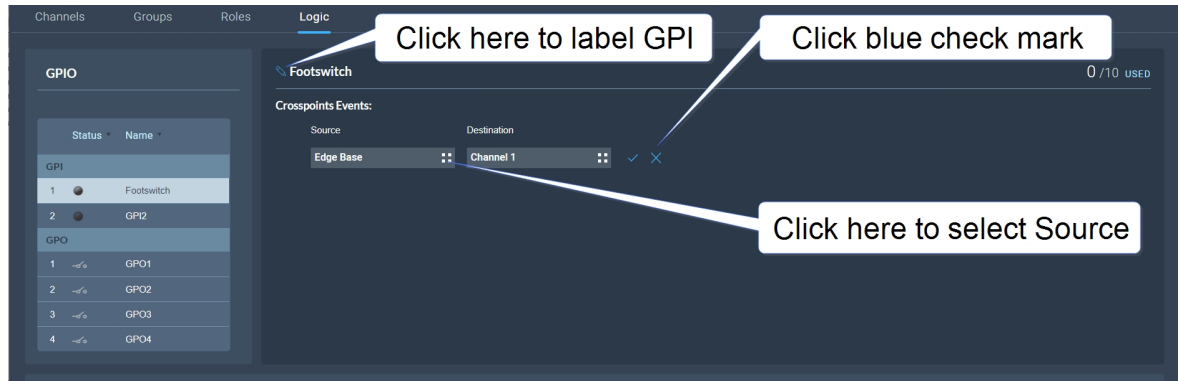 Channels Groups Roles Logic
Click here to label GPI
Click blue check mark
GPIO
Footswitch
0 /10 USED
Crosspoints Events:
Source Destination
Edge Base Channel 1
Status Name
GPI
1 Footswitch
2 GPI2
GPO
1 GPO1
2 GPO2
3 GPO3
4 GPO4
Click here to select Source